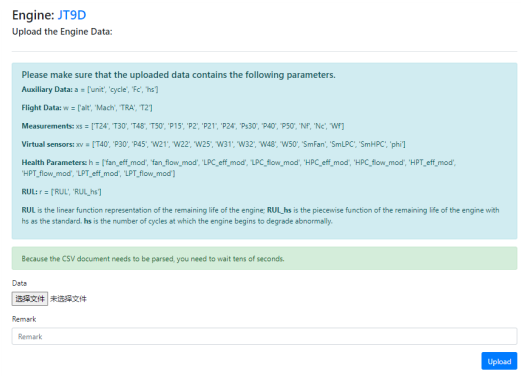 Engine: JT9D
Upload the Engine Data:
Please make sure that the uploaded data contains the following parameters.
Auxiliary Data: a = ['unit', 'cycle', 'Fc', 'hs']
Flight Data: w = ['alt', 'Mach', 'TRA', 'T2']
Measurements: xs = ['T24', 'T30', 'T48', 'T50', 'P15', 'P2', 'P21', 'P24', 'Ps30', 'P40', 'P50', 'Nf', 'Nc', 'Wf']
Virtual sensors: xv = ['T40', 'P30', 'P45', 'W21', 'W22', 'W25', 'W31', 'W32', 'W48', 'W50', 'SmFan', 'SmLPC', 'SmHPC', 'phi']
Health Parameters: h = ['fan_eff_mod', 'fan_flow_mod', 'LPC_eff_mod', 'LPC_flow_mod', 'HPC_eff_mod', 'HPC_flow_mod', 'HPT_eff_mod',
'HPT_flow_mod', 'LPT_eff_mod', 'LPT_flow_mod']
RUL: r = ['RUL', 'RUL_hs']
RUL is the linear function representation of the remaining life of the engine; RUL_hs is the piecewise function of the remaining life of the engine with
hs as the standard. hs is the number of cycles at which the engine begins to degrade abnormally.
Because the CSV document needs to be parsed, you need to wait tens of seconds.
Data
选择文件 未选择文件
Remark
Remark
Upload